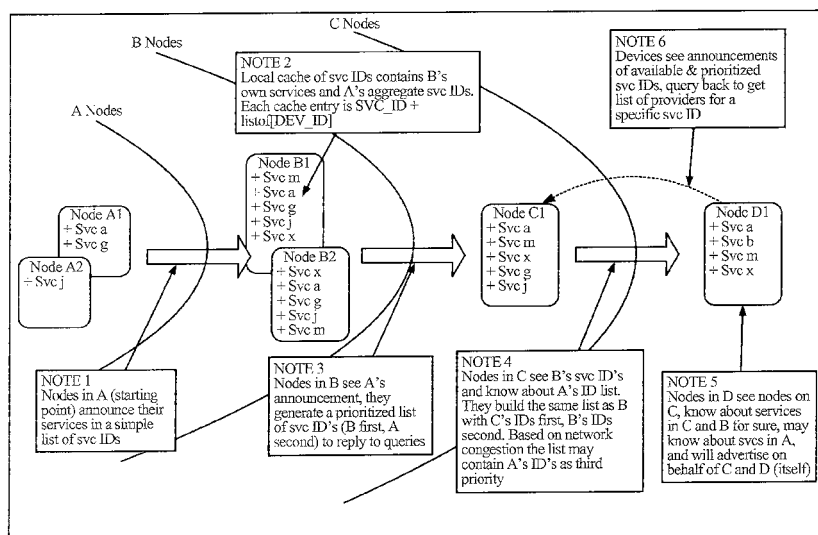 C Nodes
B Nodes
A Nodes
NOTE 2
Local cache of svc IDs contains B's
own services and A's aggregate svc IDs.
Each cache entry is SVC_ID +
listof[DEV_ID]
NOTE 6
Devices see announcements
of available & prioritized
svc IDs, query back to get
list of providers for a
specific svc ID
Node A1
+ Svc a
+ Svc g
Node A2
+ Svc j
Node B1
+ Svc m
+ Svc a
+ Svc g
+ Svc j
+ Svc x
Node B2
+ Svc x
+ Svc a
+ Svc g
+ Svc j
+ Svc m
Node C1
+ Svc a
+ Svc m
+ Svc x
+ Svc g
+ Svc j
Node D1
+ Svc a
+ Svc b
+ Svc m
+ Svc x
NOTE 1
Nodes in A (starting
point) announce their
services in a simple
list of svc IDs
NOTE 3
Nodes in B see A's
announcement, they
generate a prioritized list
of svc ID's (B first, A
second) to reply to queries
NOTE 4
Nodes in C see B's svc ID's
and know about A's ID list.
They build the same list as B
with C's IDs first, B's IDs
second. Based on network
congestion the list may
contain A's ID's as third
priority
NOTE 5
Nodes in D see nodes on
C, know about services
in C and B for sure, may
know about svcs in A,
and will advertise on
behalf of C and D (itself)